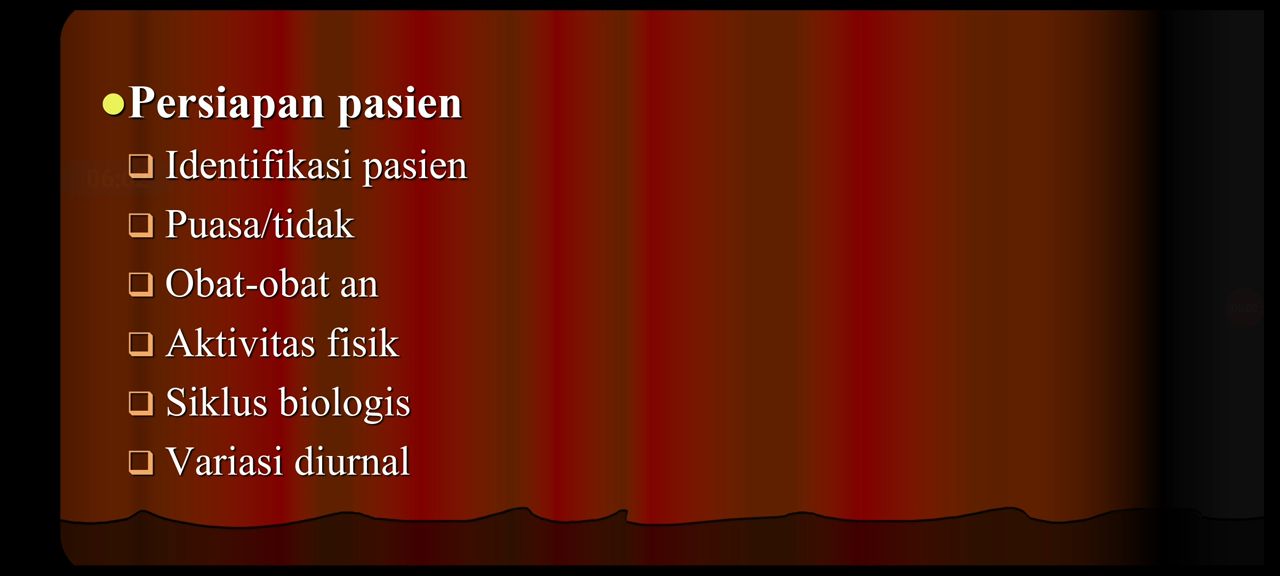 Persiapan pasien
Identifikasi pasien
Puasa/tidak
Obat-obat an
Aktivitas fisik
Siklus biologis
Variasi diurnal